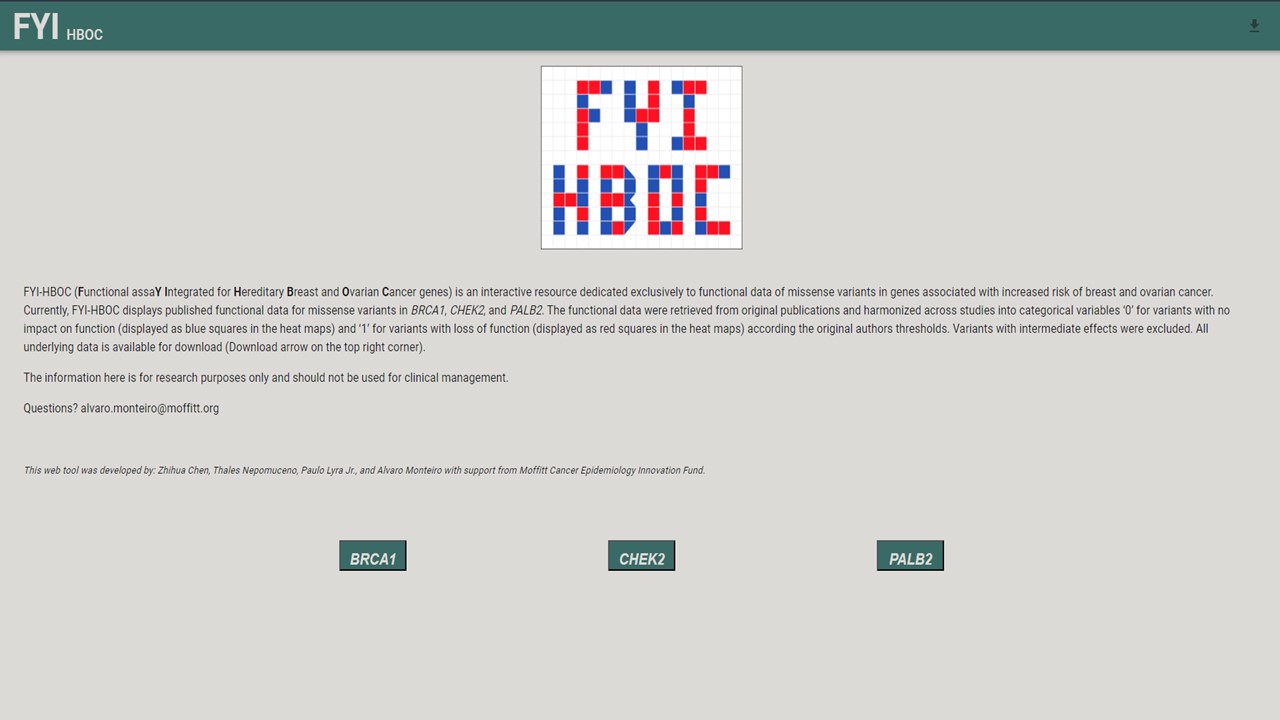 FYI HBOC
FYI
HBOC
FYI-HBOC (Functional assaY Integrated for Hereditary Breast and Ovarian Cancer genes) is an interactive resource dedicated exclusively to functional data of missense variants in genes associated with increased risk of breast and ovarian cancer.
Currently, FYI-HBOC displays published functional data for missense variants in BRCA1, CHEK2, and PALB2. The functional data were retrieved from original publications and harmonized across studies into categorical variables ‘0’ for variants with no
impact on function (displayed as blue squares in the heat maps) and ‘1’ for variants with loss of function (displayed as red squares in the heat maps) according the original authors thresholds. Variants with intermediate effects were excluded. All
underlying data is available for download (Download arrow on the top right corner).
The information here is for research purposes only and should not be used for clinical management.
Questions? alvaro.monteiro@moffitt.org
This web tool was developed by: Zhihua Chen, Thales Nepomuceno, Paulo Lyra Jr., and Alvaro Monteiro with support from Moffitt Cancer Epidemiology Innovation Fund.
BRCA1 CHEK2 PALB2